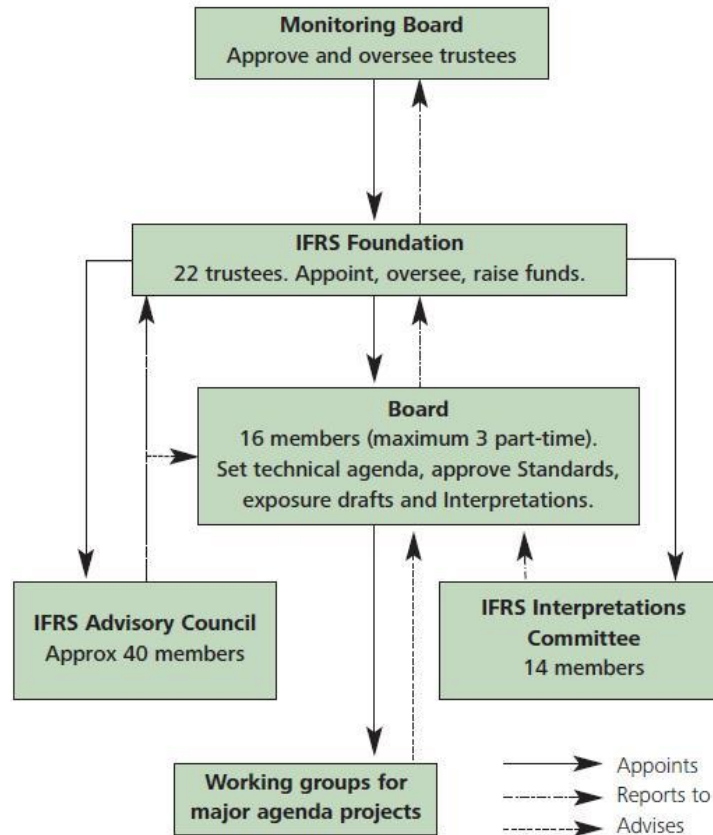 Monitoring Board
Approve and oversee trustees
IFRS Foundation
22 trustees. Appoint, oversee, raise funds.
Board
16 members (maximum 3 part-time).
Set technical agenda, approve Standards,
exposure drafts and Interpretations.
IFRS Advisory Council
Approx 40 members
IFRS Interpretations
Committee
14 members
Working groups for
major agenda projects
Appoints
Reports to
Advises